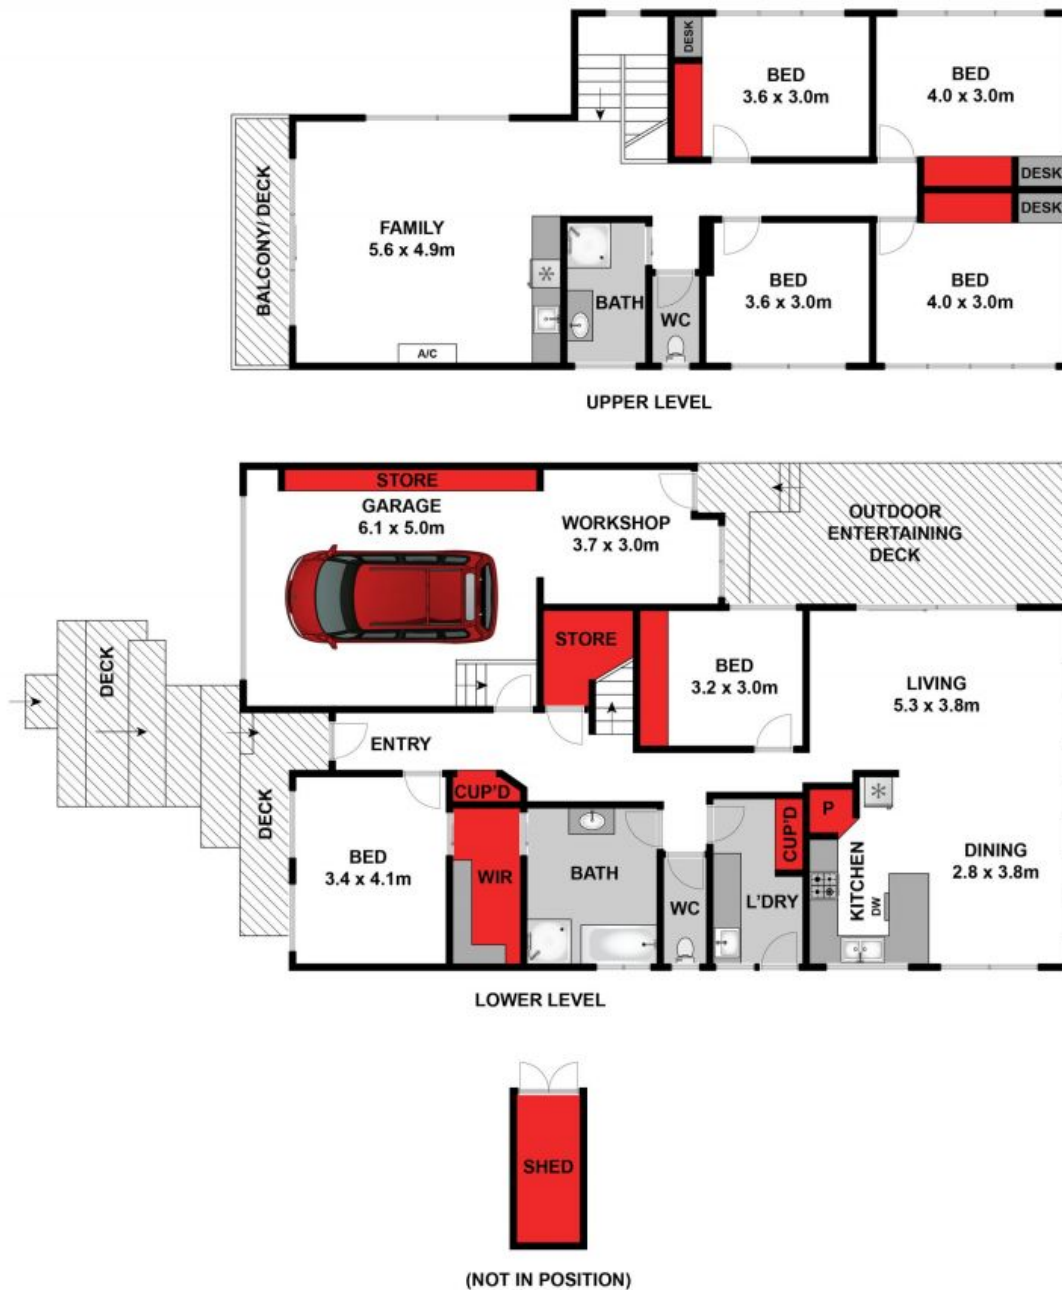 DESK
BED
3.6 x 3.0m
BED
4.0 x 3.0m
DESK
DESK
BALCONY/ DECK
FAMILY
5.6 x 4.9m
A/C
BATH
WC
BED
3.6 x 3.0m
BED
4.0 x 3.0m
UPPER LEVEL
STORE
GARAGE
6.1 x 5.0m
WORKSHOP
3.7 x 3.0m
OUTDOOR
ENTERTAINING
DECK
DECK
STORE
BED
3.2 x 3.0m
LIVING
5.3 x 3.8m
ENTRY
DECK
CUP'D
BED
3.4 x 4.1m
WIR
BATH
WC
L'DRY
CUP'D
P
KITCHEN
DW
DINING
2.8 x 3.8m
LOWER LEVEL
SHED
(NOT IN POSITION)